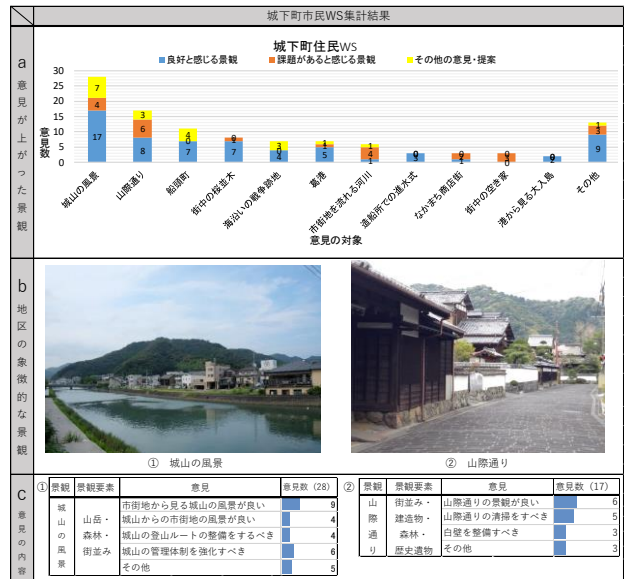 城下町市民WS集計結果
a 意見が上がった景観
城下町住民WS
良好と感じる景観 課題があると感じる景観 その他の意見・提案
意見数
30
25
20
15
10
5
0
7 4 17
3 6 8
4 0 7
0 1 7
3 0 4
1 1 5
1 4 1
1 3 9
城山の風景 山際通り 船頭町 街中の桜並木 海沿いの戦争跡地 葛港 市街地を流れる河川 造船所での進水式 なかまち商店街 街中の空き家 港から見る大入島 その他
意見の対象
b 地区の象徴的な景観
① 城山の風景
② 山際通り
C 意見の内容
① 景観 景観要素 意見 意見数 (28)
城山の風景 山岳・森林・街並み
市街地から見る城山の風景が良い 9
城山からの市街地の風景が良い 4
城山の登山ルートの整備をするべき 4
城山の管理体制を強化すべき 6
その他 5
② 景観 景観要素 意見 意見数 (17)
山際通り 街並み・建造物・森林・歴史遺物
山際通りの景観が良い 6
山際通りの清掃をすべき 5
白壁を整備すべき 3
その他 3